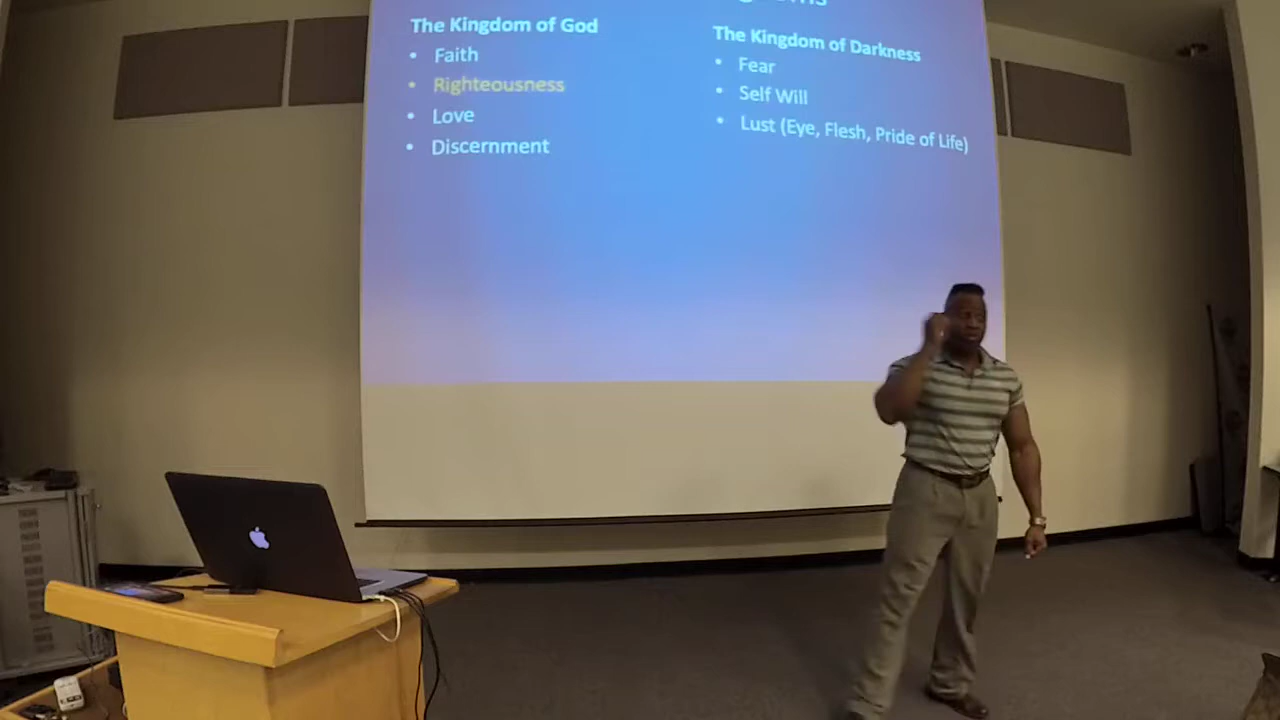 The Kingdom of God
• Faith
• Righteousness
• Love
• Discernment
The Kingdom of Darkness
• Fear
• Self Will
• Lust (Eye, Flesh, Pride of Life)